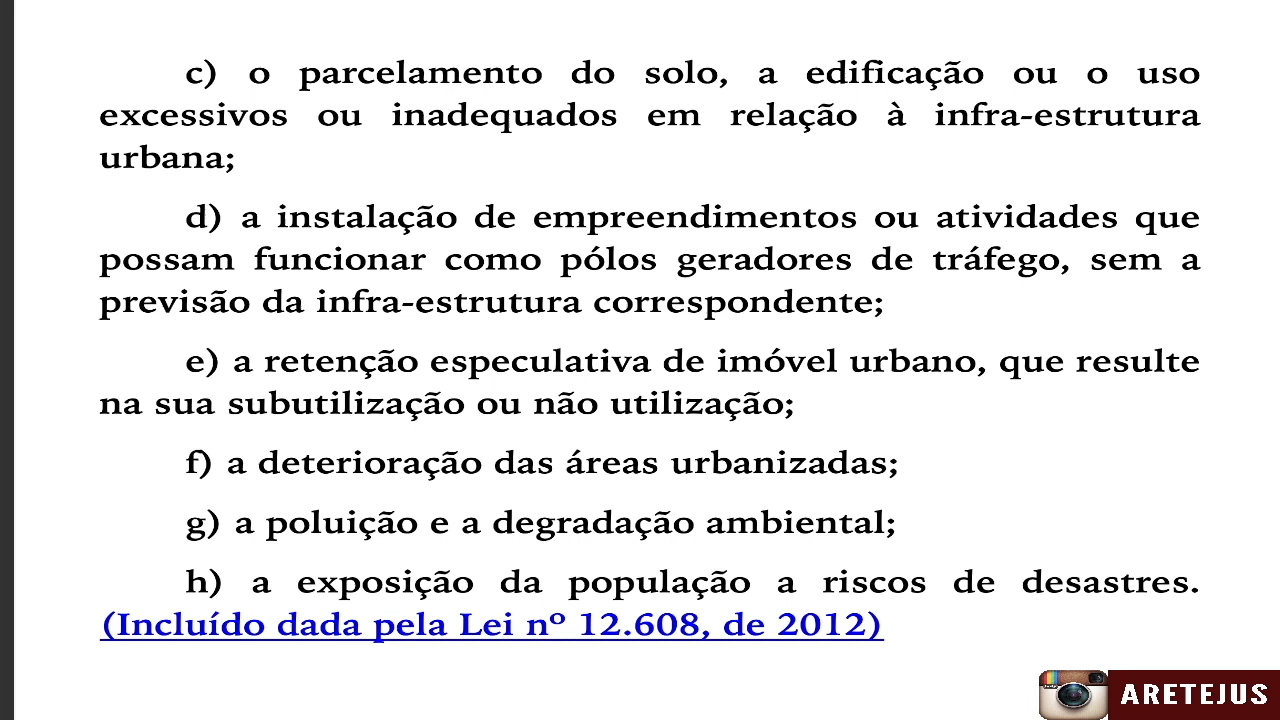 c) o parcelamento do solo, a edificação ou o uso
excessivos ou inadequados em relação à infra-estrutura
urbana;
d) a instalação de empreendimentos ou atividades que
possam funcionar como pólos geradores de tráfego, sem a
previsão da infra-estrutura correspondente;
e) a retenção especulativa de imóvel urbano, que resulte
na sua subutilização ou não utilização;
f) a deterioração das áreas urbanizadas;
g) a poluição e a degradação ambiental;
h) a exposição da população a riscos de desastres.
(Incluído dada pela Lei nº 12.608, de 2012)
ARETEJUS